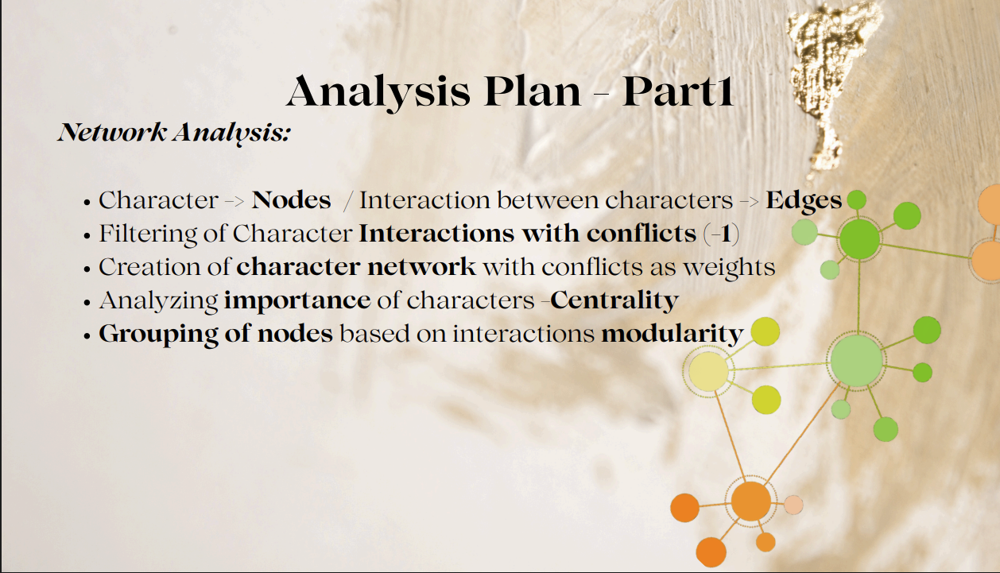 Analysis Plan - Part1
Network Analysis:
• Character -> Nodes / Interaction between characters -> Edges
• Filtering of Character Interactions with conflicts (-1)
• Creation of character network with conflicts as weights
• Analyzing importance of characters -Centrality
• Grouping of nodes based on interactions modularity